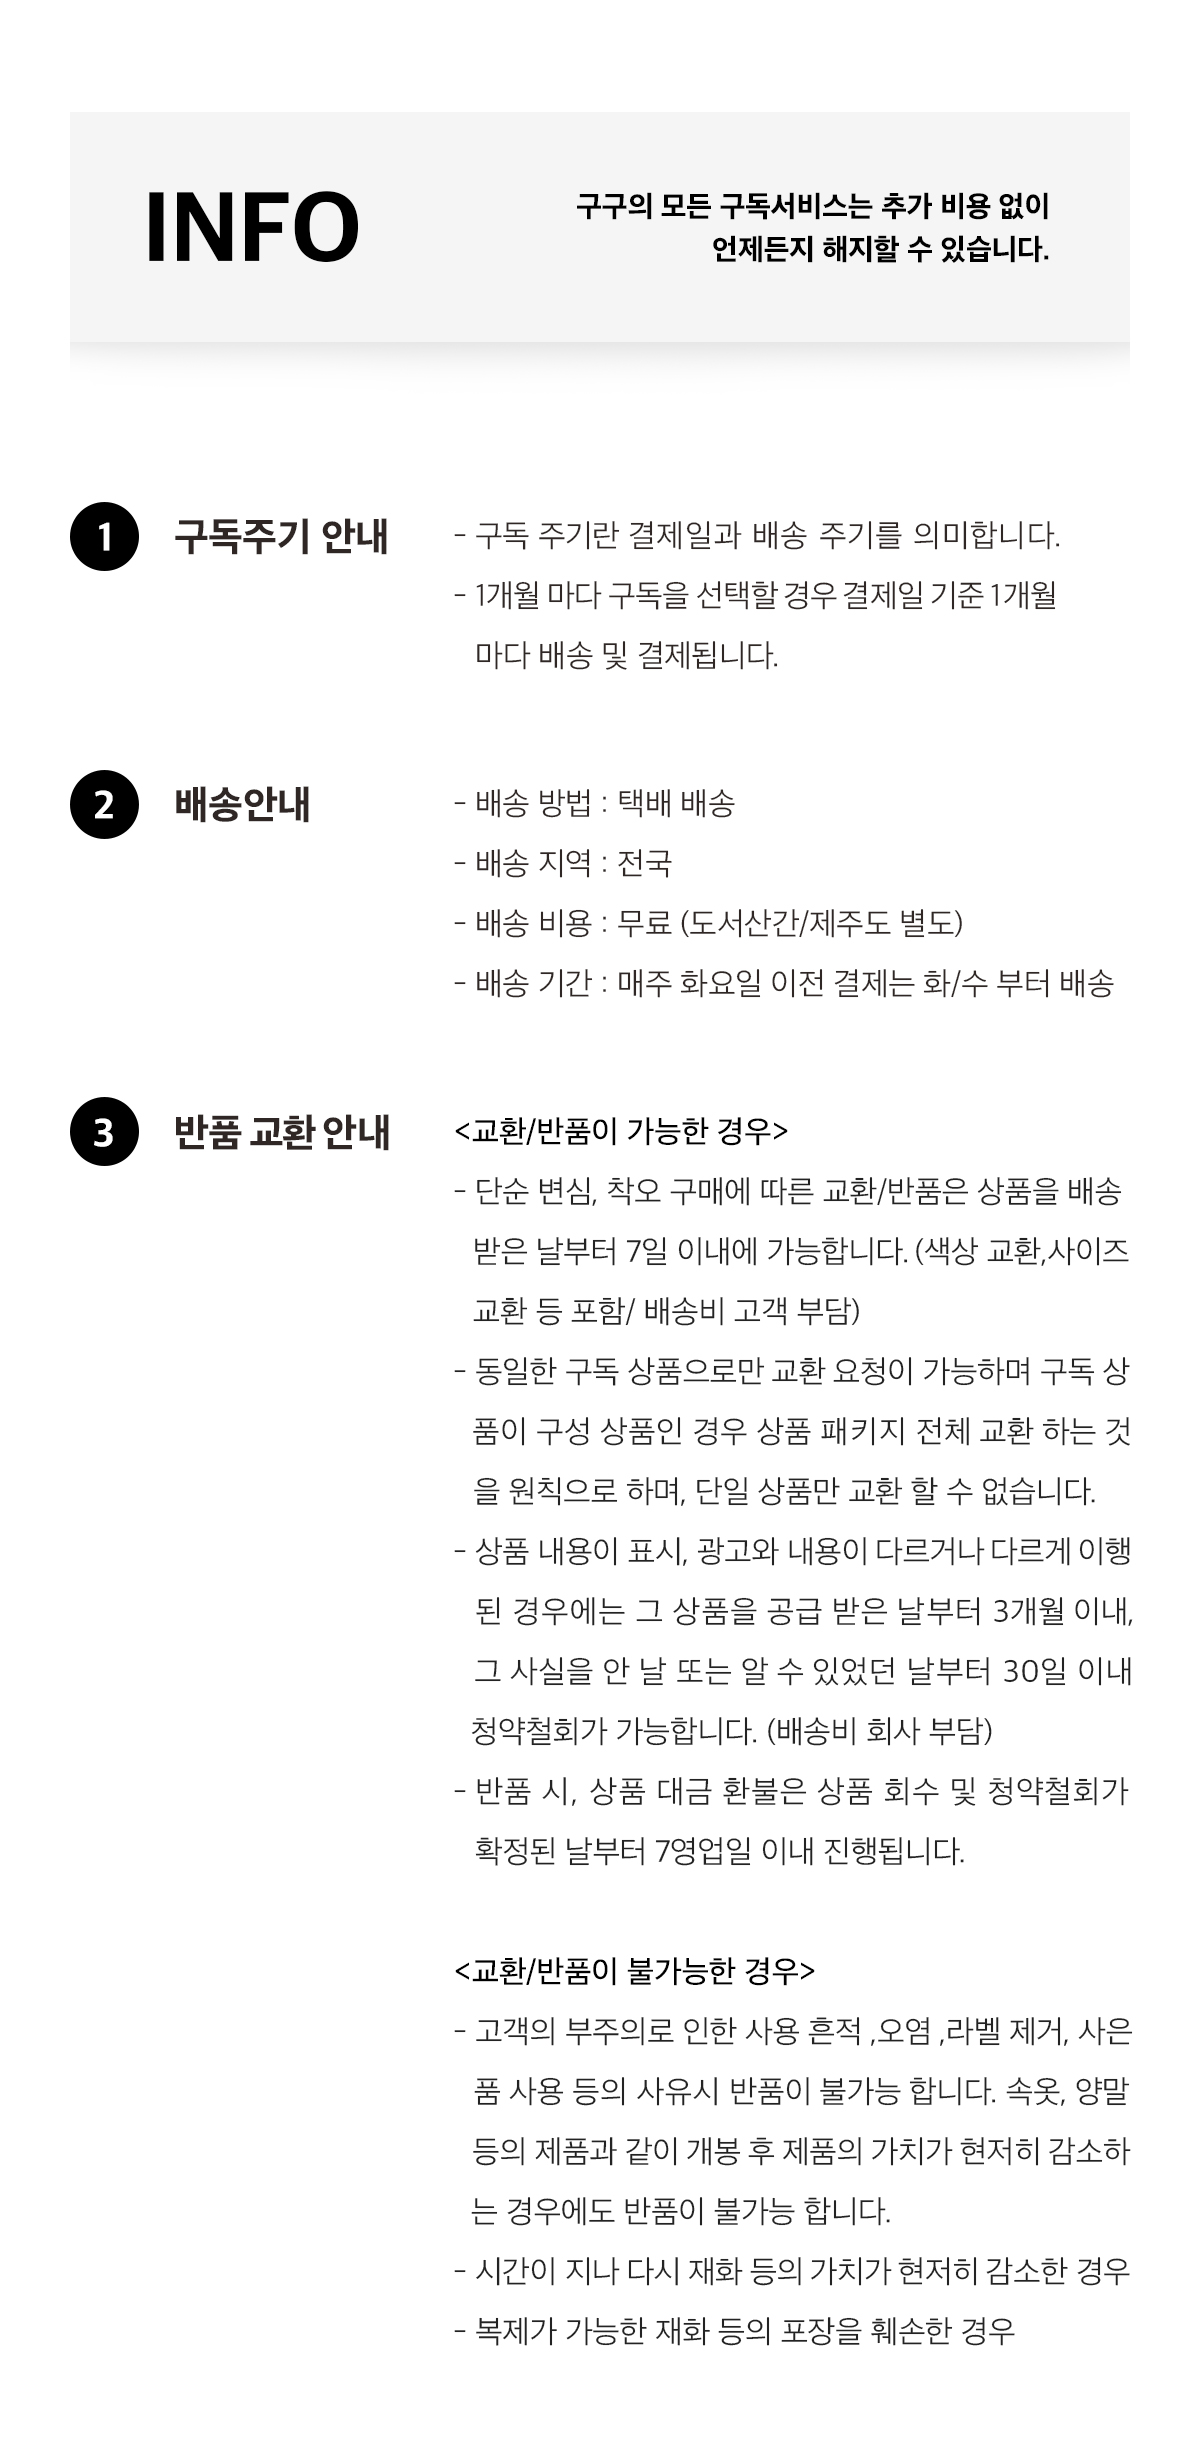 INFO
구구의 모든 구독서비스는 추가 비용 없이
언제든지 해지할 수 있습니다.
1 구독주기 안내
- 구독 주기란 결제일과 배송 주기를 의미합니다.
- 1개월 마다 구독을 선택할 경우 결제일 기준 1개월
마다 배송 및 결제됩니다.
2 배송안내
- 배송 방법 : 택배 배송
- 배송 지역 : 전국
- 배송 비용 : 무료 (도서산간/제주도 별도)
- 배송 기간 : 매주 화요일 이전 결제는 화/수 부터 배송
3 반품 교환 안내
<교환/반품이 가능한 경우>
- 단순 변심, 착오 구매에 따른 교환/반품은 상품을 배송
받은 날부터 7일 이내에 가능합니다. (색상 교환,사이즈
교환 등 포함/ 배송비 고객 부담)
- 동일한 구독 상품으로만 교환 요청이 가능하며 구독 상
품이 구성 상품인 경우 상품 패키지 전체 교환 하는 것
을 원칙으로 하며, 단일 상품만 교환 할 수 없습니다.
- 상품 내용이 표시, 광고와 내용이 다르거나 다르게 이행
된 경우에는 그 상품을 공급 받은 날부터 3개월 이내,
그 사실을 안 날 또는 알 수 있었던 날부터 30일 이내
청약철회가 가능합니다. (배송비 회사 부담)
- 반품 시, 상품 대금 환불은 상품 회수 및 청약철회가
확정된 날부터 7영업일 이내 진행됩니다.
<교환/반품이 불가능한 경우>
- 고객의 부주의로 인한 사용 흔적 ,오염 ,라벨 제거, 사은
품 사용 등의 사유시 반품이 불가능 합니다. 속옷, 양말
등의 제품과 같이 개봉 후 제품의 가치가 현저히 감소하
는 경우에도 반품이 불가능 합니다.
- 시간이 지나 다시 재화 등의 가치가 현저히 감소한 경우
- 복제가 가능한 재화 등의 포장을 훼손한 경우